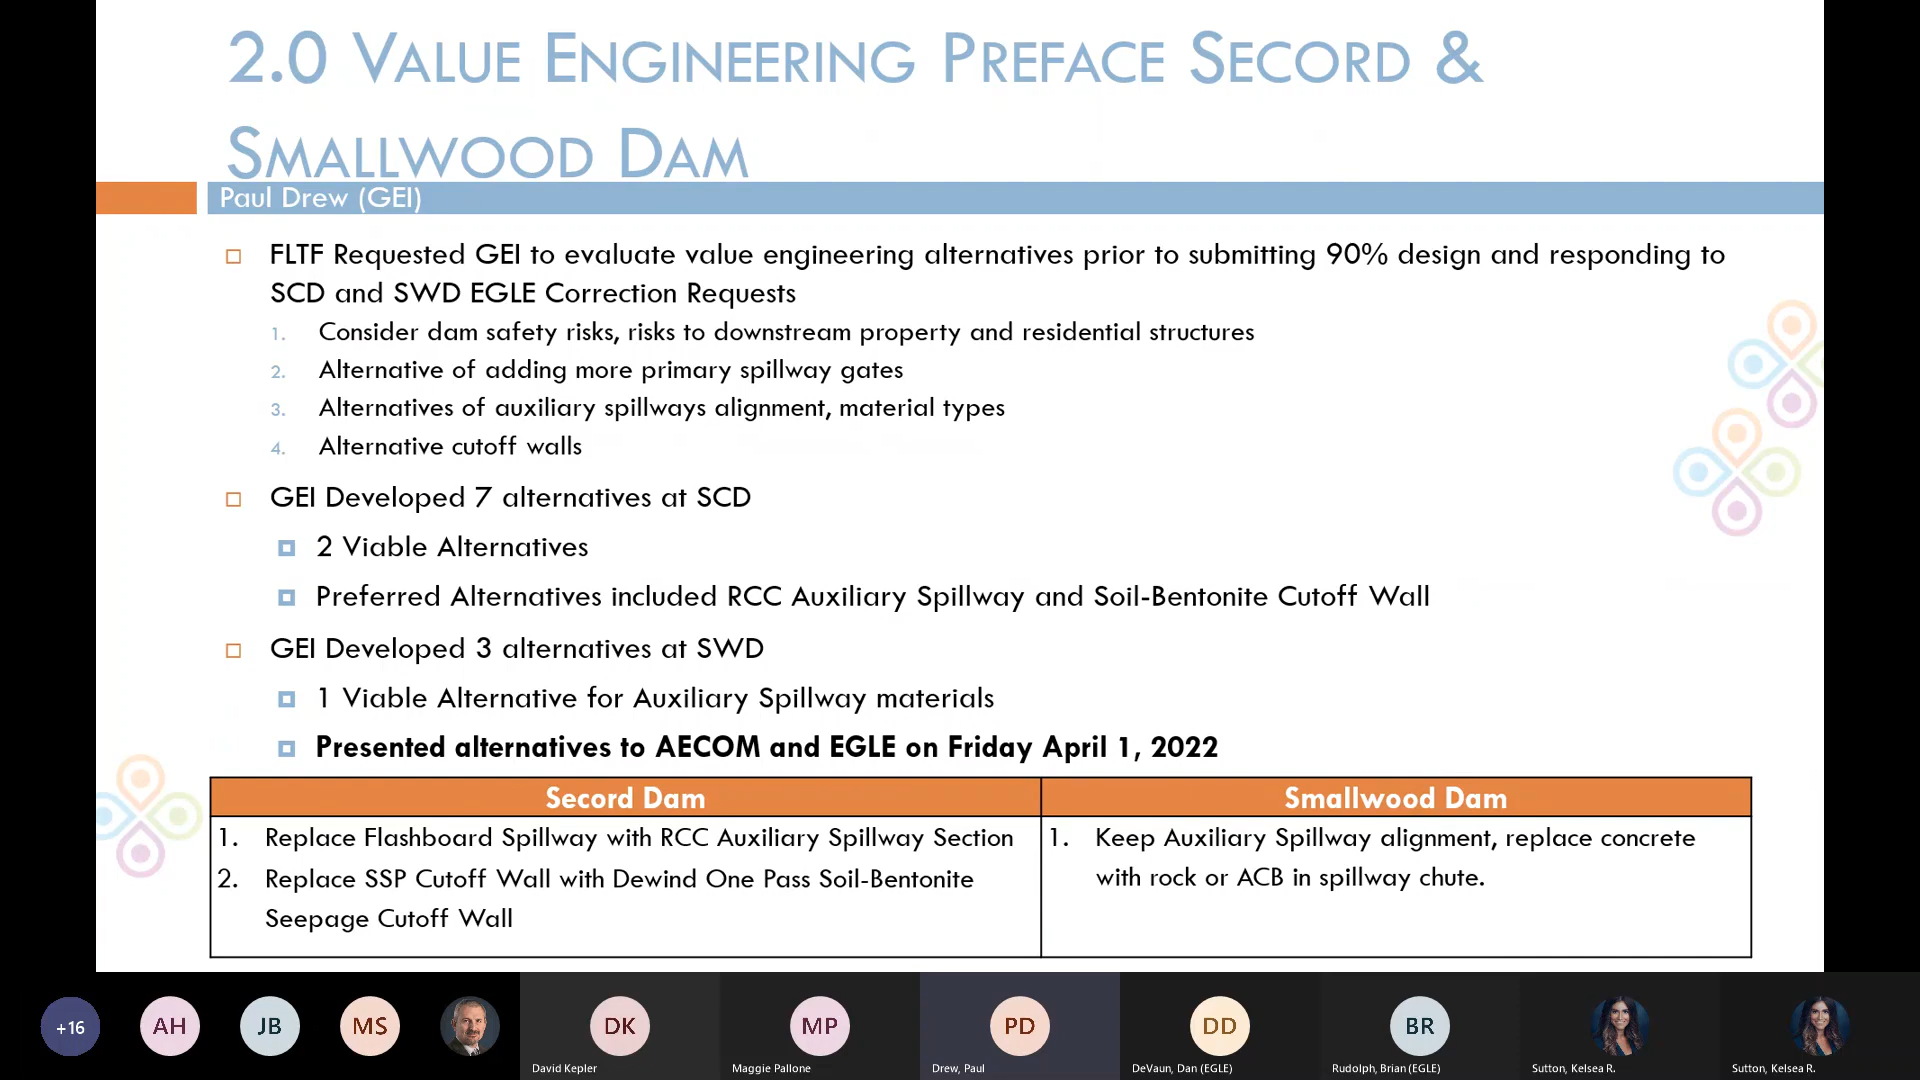 2.0 VALUE ENGINEERING PREFACE SECORD &
SMALLWOOD DAM
Paul Drew (GEI)
FLTF Requested GEI to evaluate value engineering alternatives prior to submitting 90% design and responding to
SCD and SWD EGLE Correction Requests
1. Consider dam safety risks, risks to downstream property and residential structures
2. Alternative of adding more primary spillway gates
3. Alternatives of auxiliary spillways alignment, material types
4. Alternative cutoff walls
GEI Developed 7 alternatives at SCD
2 Viable Alternatives
Preferred Alternatives included RCC Auxiliary Spillway and Soil-Bentonite Cutoff Wall
GEI Developed 3 alternatives at SWD
1 Viable Alternative for Auxiliary Spillway materials
Presented alternatives to AECOM and EGLE on Friday April 1, 2022
Secord Dam
1. Replace Flashboard Spillway with RCC Auxiliary Spillway Section
2. Replace SSP Cutoff Wall with Dewind One Pass Soil-Bentonite
Seepage Cutoff Wall
Smallwood Dam
1. Keep Auxiliary Spillway alignment, replace concrete
with rock or ACB in spillway chute.
+16
AH
JB
MS
DK
David Kepler
MP
Maggie Pallone
PD
Drew, Paul
DD
DeVaun, Dan (EGLE)
BR
Rudolph, Brian (EGLE)
Sutton, Kelsea R.
Sutton, Kelsea R.